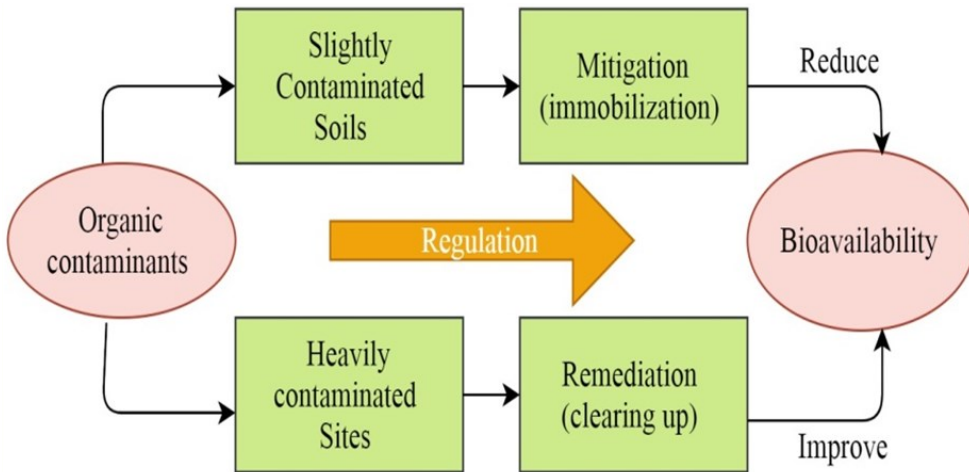 Slightly
Contaminated
Soils
Mitigation
(immobilization)
Reduce
Organic
contaminants
Regulation
Bioavailability
Heavily
contaminated
Sites
Remediation
(clearing up)
Improve